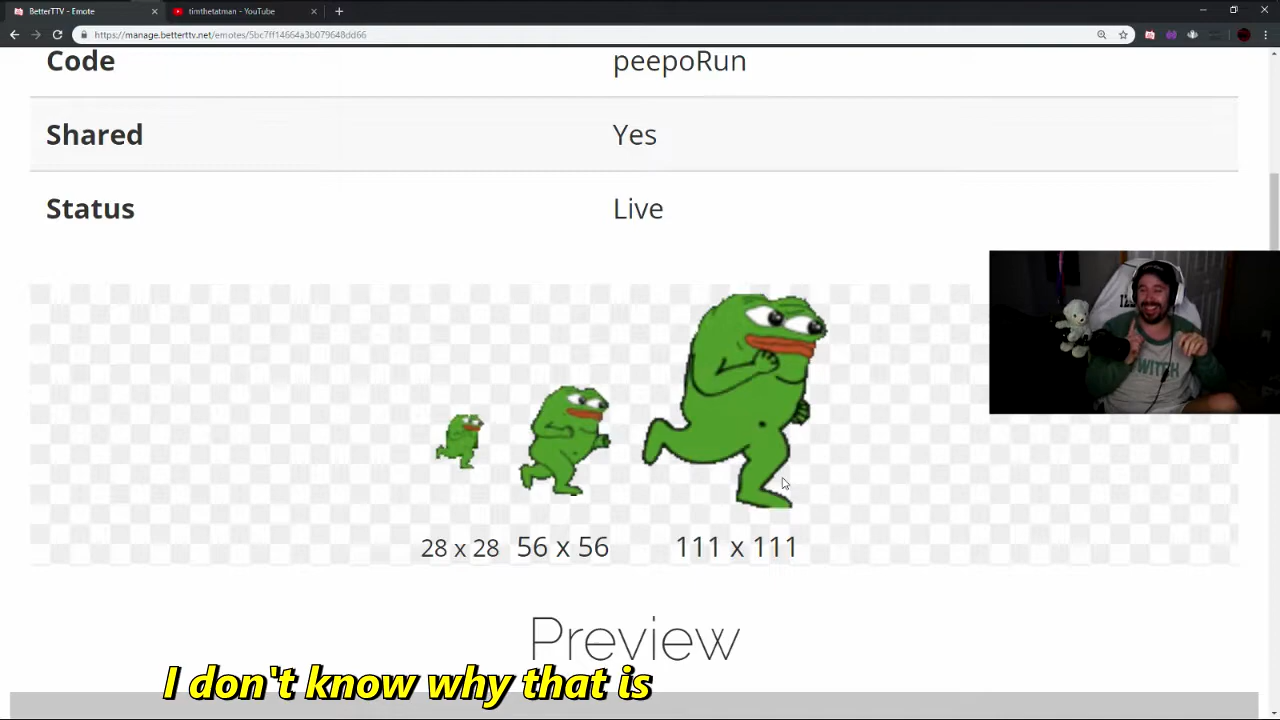 BetterTTV - Emote
timthetatman - YouTube
https://manage.betterttv.net/emotes/5bc7ff14664a3b079648dd66
Code peepoRun
Shared Yes
Status Live
28 x 28 56 x 56 111 x 111
Preview
I don't know why that is